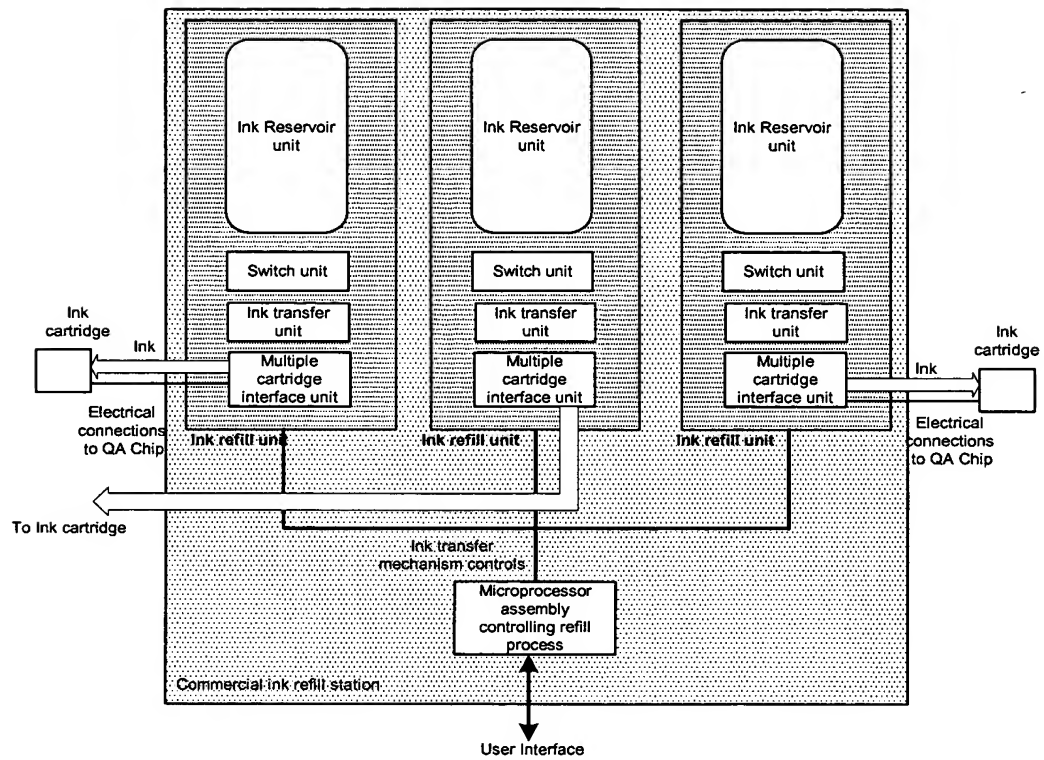 Ink Reservoir
unit
Ink Reservoir
unit
Ink Reservoir
unit
Switch unit
Switch unit
Switch unit
Ink transfer
unit
Ink transfer
unit
Ink transfer
unit
Ink
cartridge
Ink
Multiple
cartridge
interface unit
Multiple
cartridge
interface unit
Multiple
cartridge
interface unit
Ink
Ink
cartridge
Electrical
connections
to QA Chip
Ink refill unit
Ink refill unit
Ink refill unit
Electrical
connections
to QA Chip
To Ink cartridge
Ink transfer
mechanism controls
Microprocessor
assembly
controlling refill
process
Commercial ink refill station
User Interface